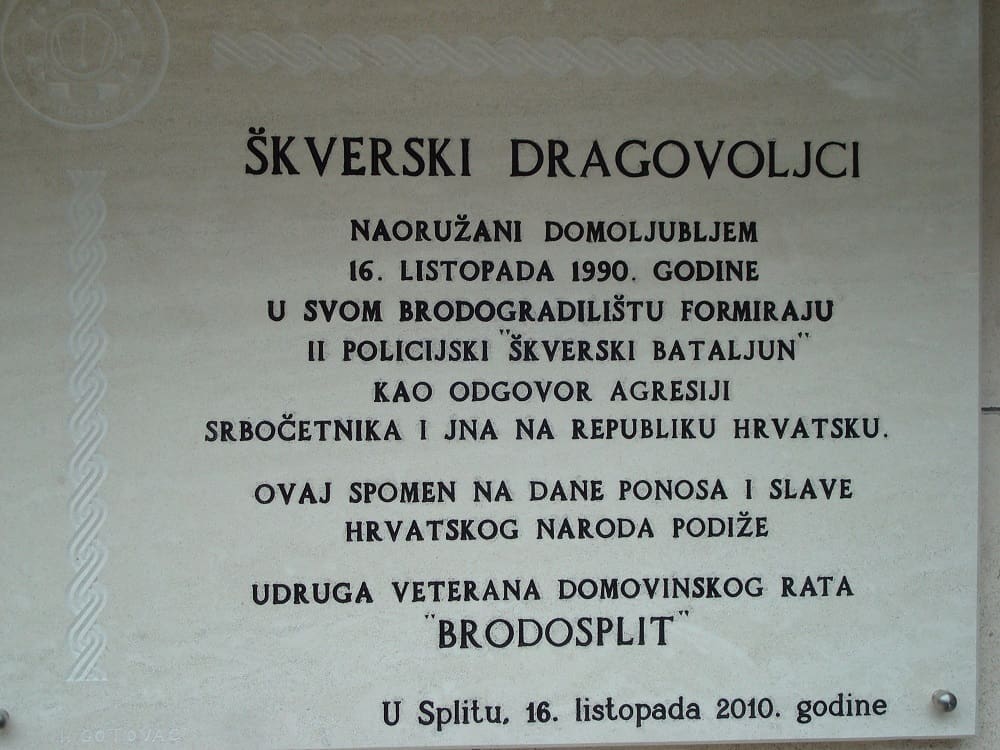 ŠKVERSKI DRAGOVOLJCI
NAORUŽANI DOMOLJUBLJEM
16. LISTOPADA 1990. GODINE
U SVOM BRODOGRADILIŠTU FORMIRAJU
II POLICIJSKI "ŠKVERSKI BATALJUN"
KAO ODGOVOR AGRESIJI
SRBOČETNIKA I JNA NA REPUBLIKU HRVATSKU.
OVAJ SPOMEN NA DANE PONOSA I SLAVE
HRVATSKOG NARODA PODIŽE
UDRUGA VETERANA DOMOVINSKOG RATA
"BRODOSPLIT"
U Splitu, 16. listopada 2010. godine
GOTOVAC